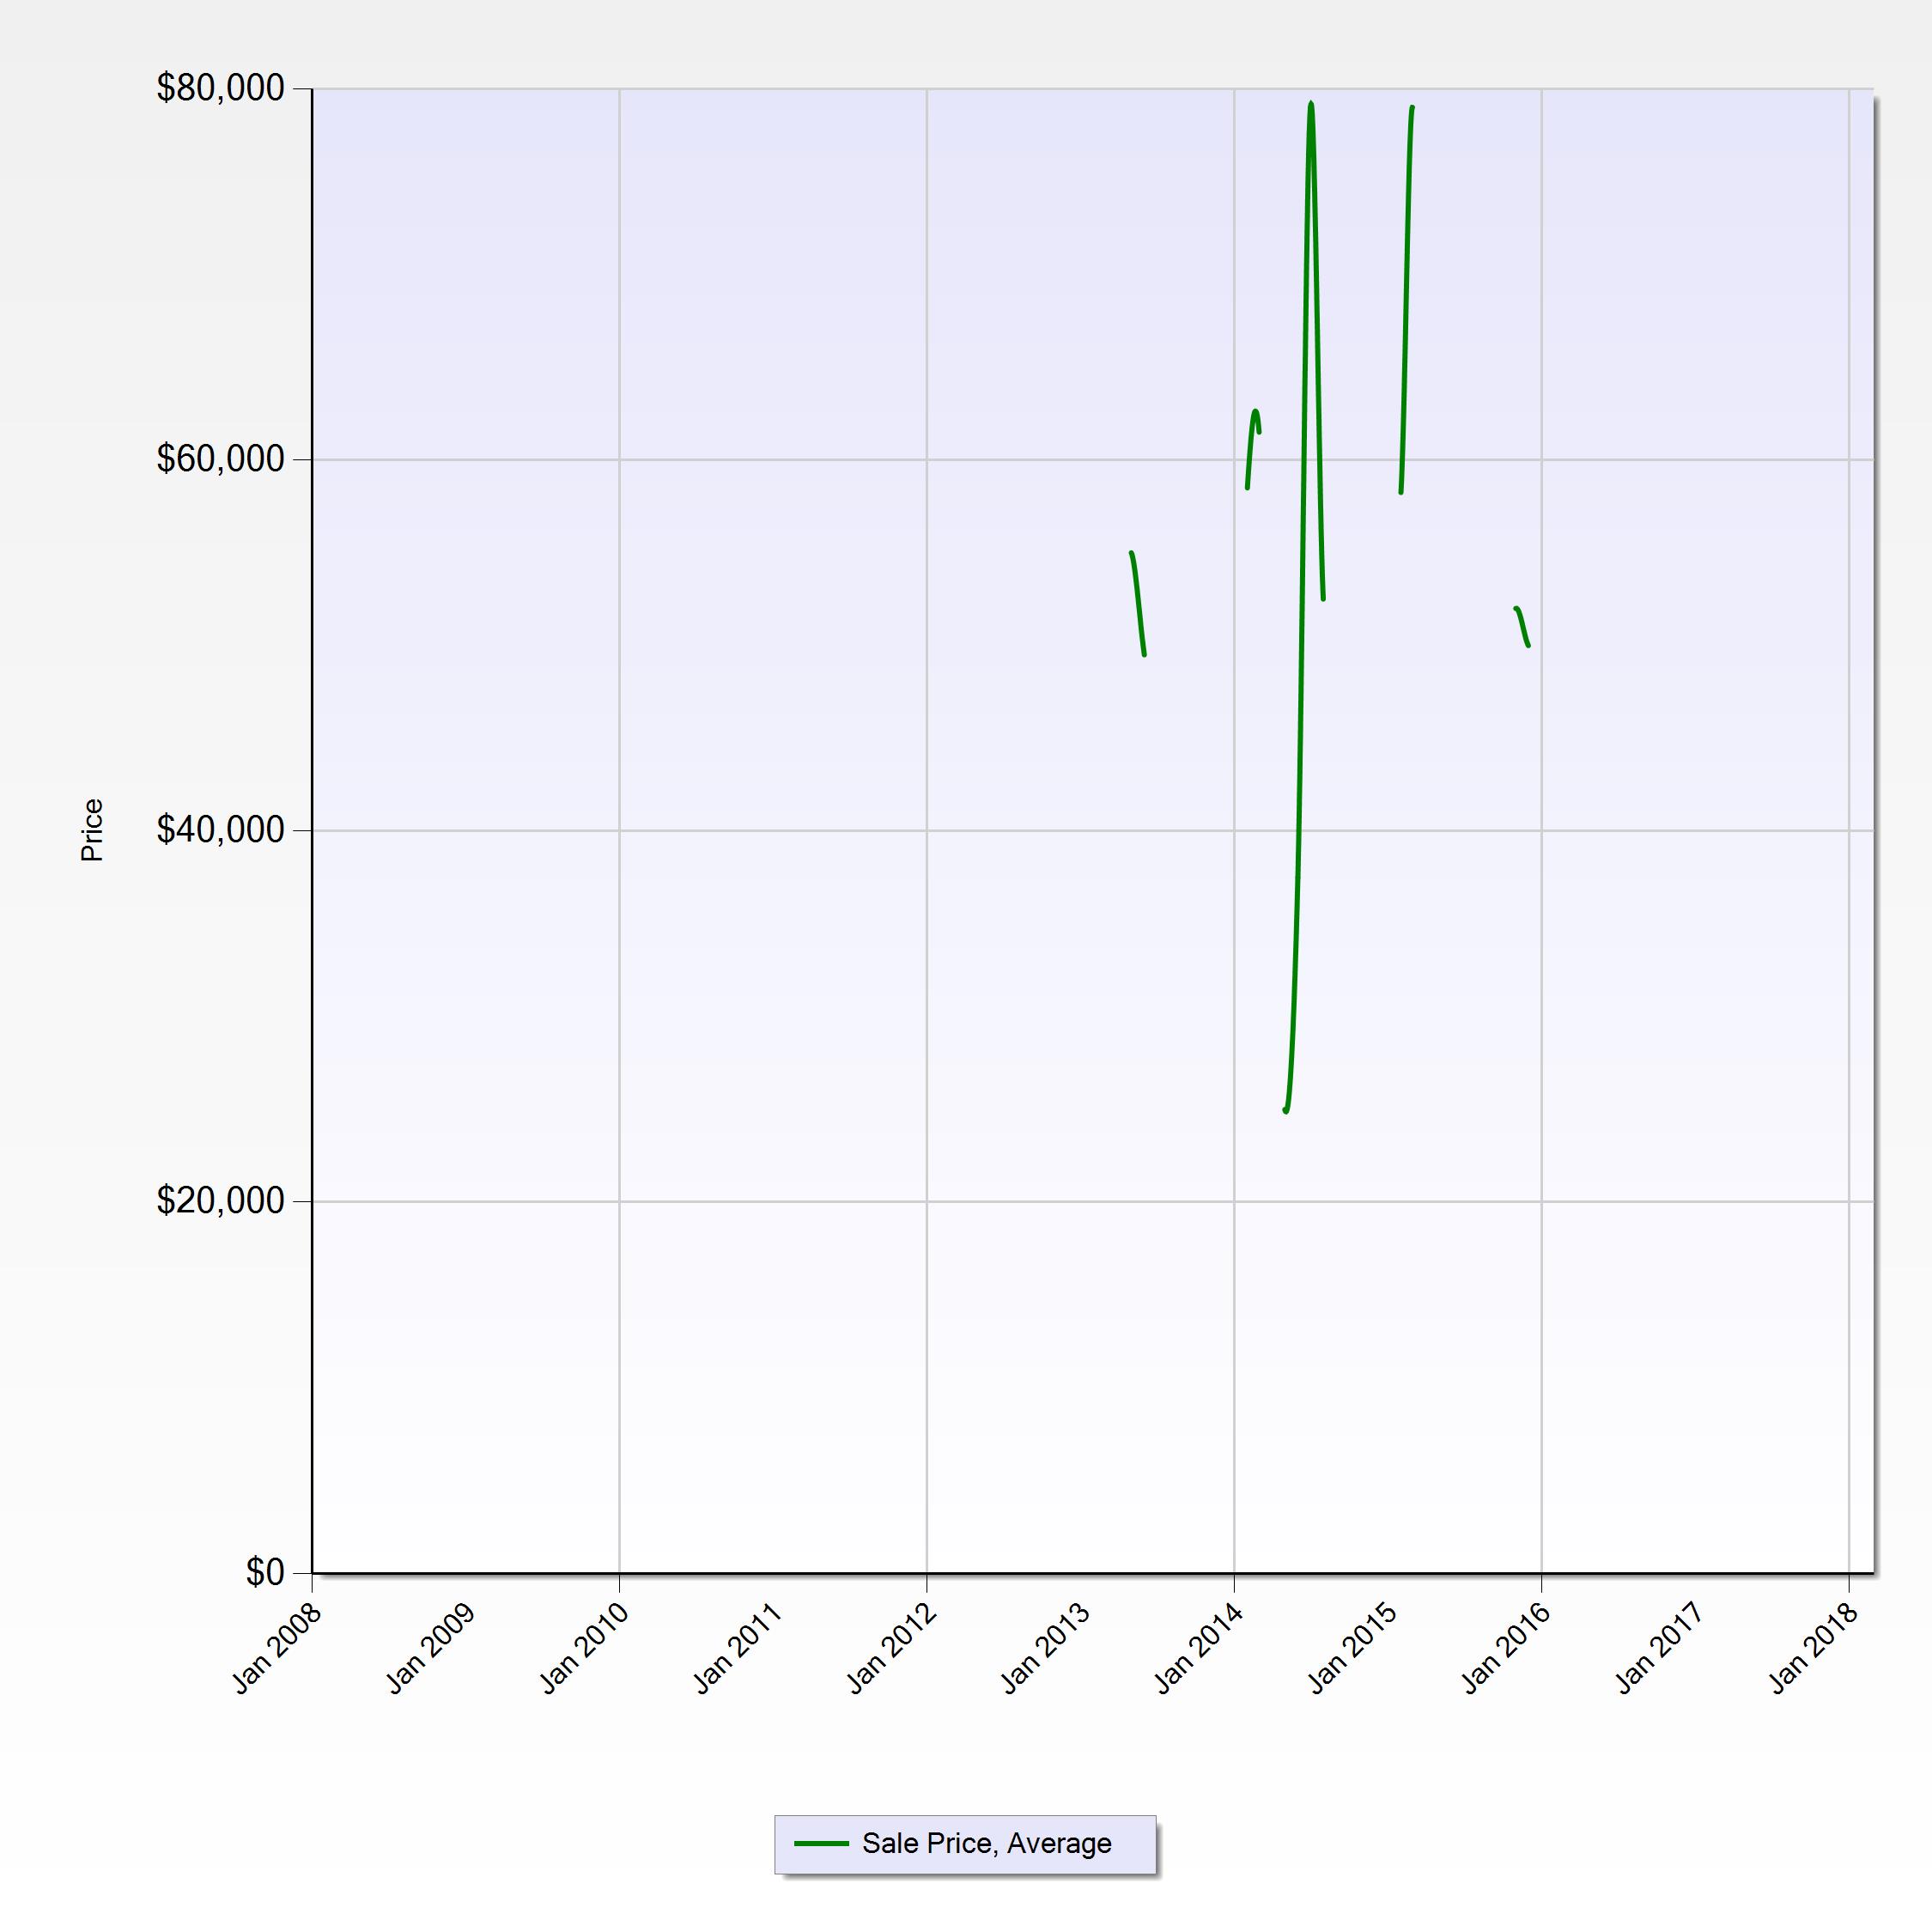 $80,000
$60,000
$40,000
$20,000
$0
Price
Jan 2008
Jan 2009
Jan 2010
Jan 2011
Jan 2012
Jan 2013
Jan 2014
Jan 2015
Jan 2016
Jan 2017
Jan 2018
Sale Price, Average